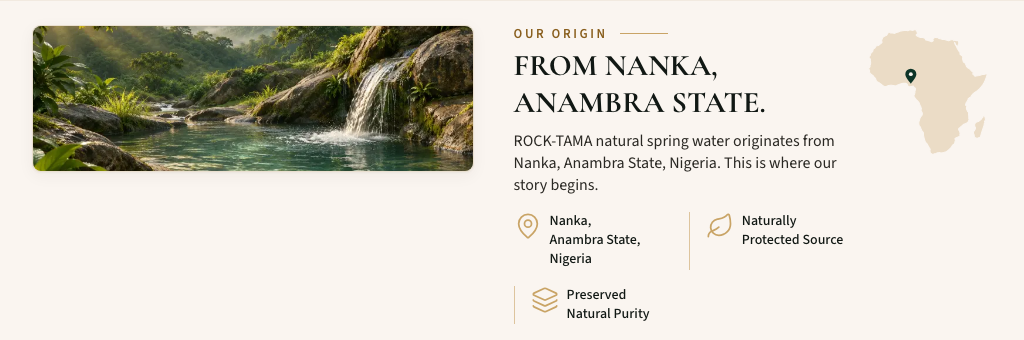 OUR ORIGIN
FROM NANKA,
ANAMBRA STATE.
ROCK-TAMA natural spring water originates from
Nanka, Anambra State, Nigeria. This is where our
story begins.
Nanka,
Anambra State,
Nigeria
Naturally
Protected Source
Preserved
Natural Purity